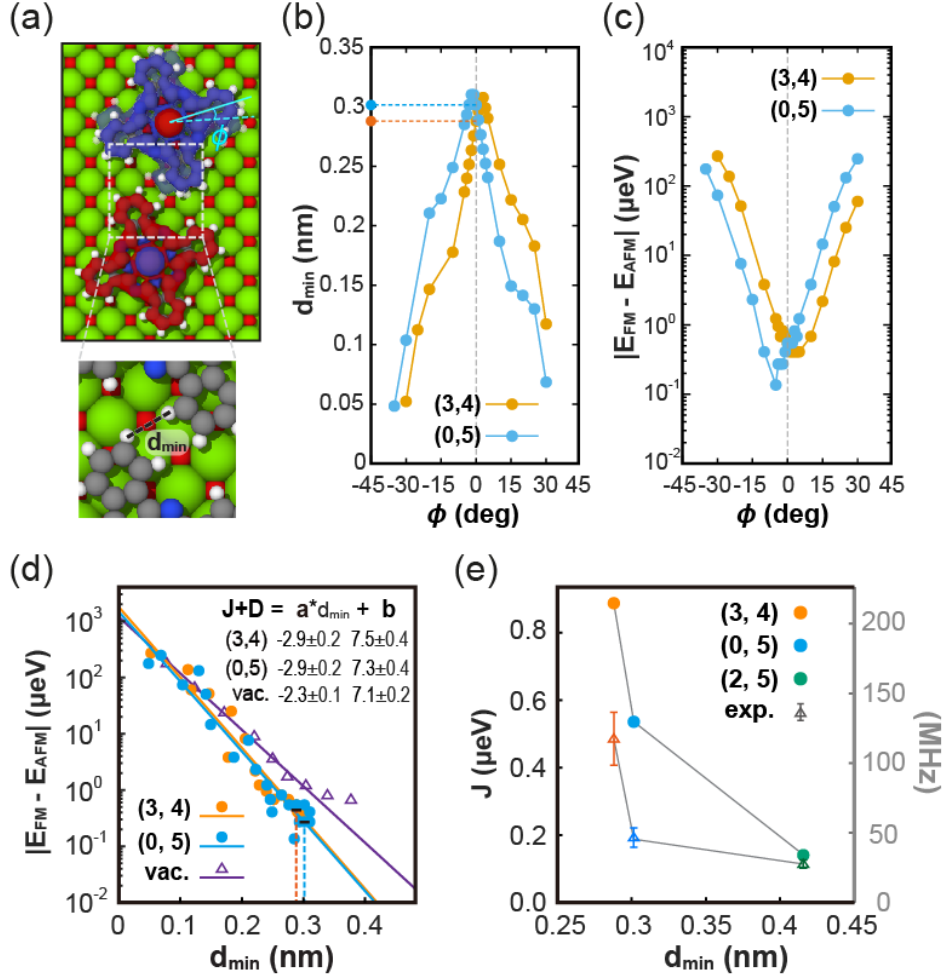 (a)
ϕ
d_min
(b)
0.35
0.3
0.25
0.2
0.15
0.1
0.05
0
d_min (nm)
(3,4)
(0,5)
-45 -30 -15 0 15 30 45
ϕ (deg)
(c)
10^4
10^3
10^2
10^1
10^0
10^-1
10^-2
|E_FM - E_AFM| (µeV)
(3,4)
(0,5)
-45 -30 -15 0 15 30 45
ϕ (deg)
(d)
10^3
10^2
10^1
10^0
10^-1
10^-2
|E_FM - E_AFM| (µeV)
J+D = a*d_min + b
(3,4) -2.9±0.2 7.5±0.4
(0,5) -2.9±0.2 7.3±0.4
vac. -2.3±0.1 7.1±0.2
(3, 4)
(0, 5)
vac.
0 0.1 0.2 0.3 0.4
d_min (nm)
(e)
0.8
0.6
0.4
0.2
0.0
J (µeV)
(3, 4)
(0, 5)
(2, 5)
exp.
200
150
100
50
0
(MHz)
0.25 0.3 0.35 0.4 0.45
d_min (nm)